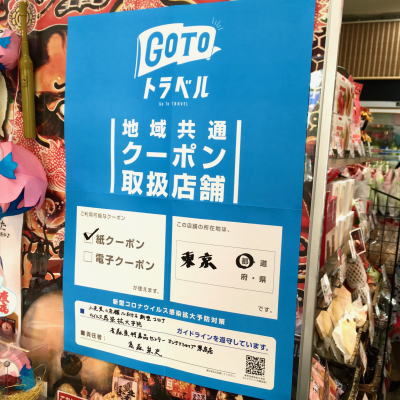 GOTO
トラベル
Go To TRAVEL
地域共通
クーポン
取扱店舗
ご利用可能なクーポン
紙クーポン
電子クーポン
が使えます。
この店舗の所在地は、
東京 都 道
府・県
です。
新型コロナウイルス感染拡大予防対策
ガイドラインを遵守しています。
責任者: